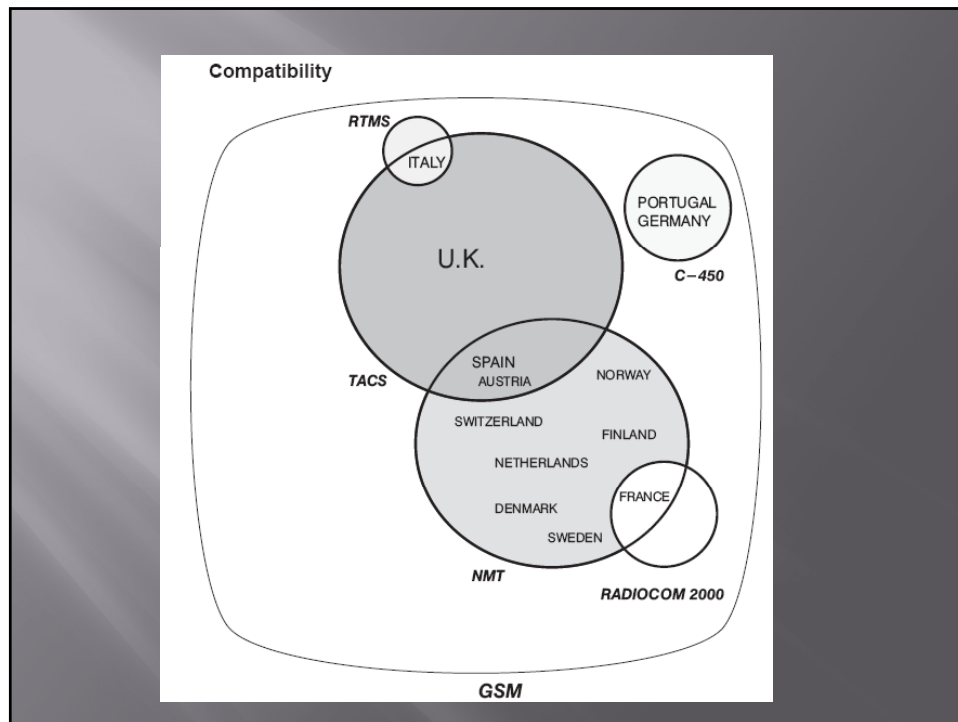 Compatibility
RTMS
ITALY
PORTUGAL
GERMANY
U.K.
C–450
SPAIN
AUSTRIA
NORWAY
TACS
SWITZERLAND
FINLAND
NETHERLANDS
FRANCE
DENMARK
SWEDEN
NMT
RADIOCOM 2000
GSM